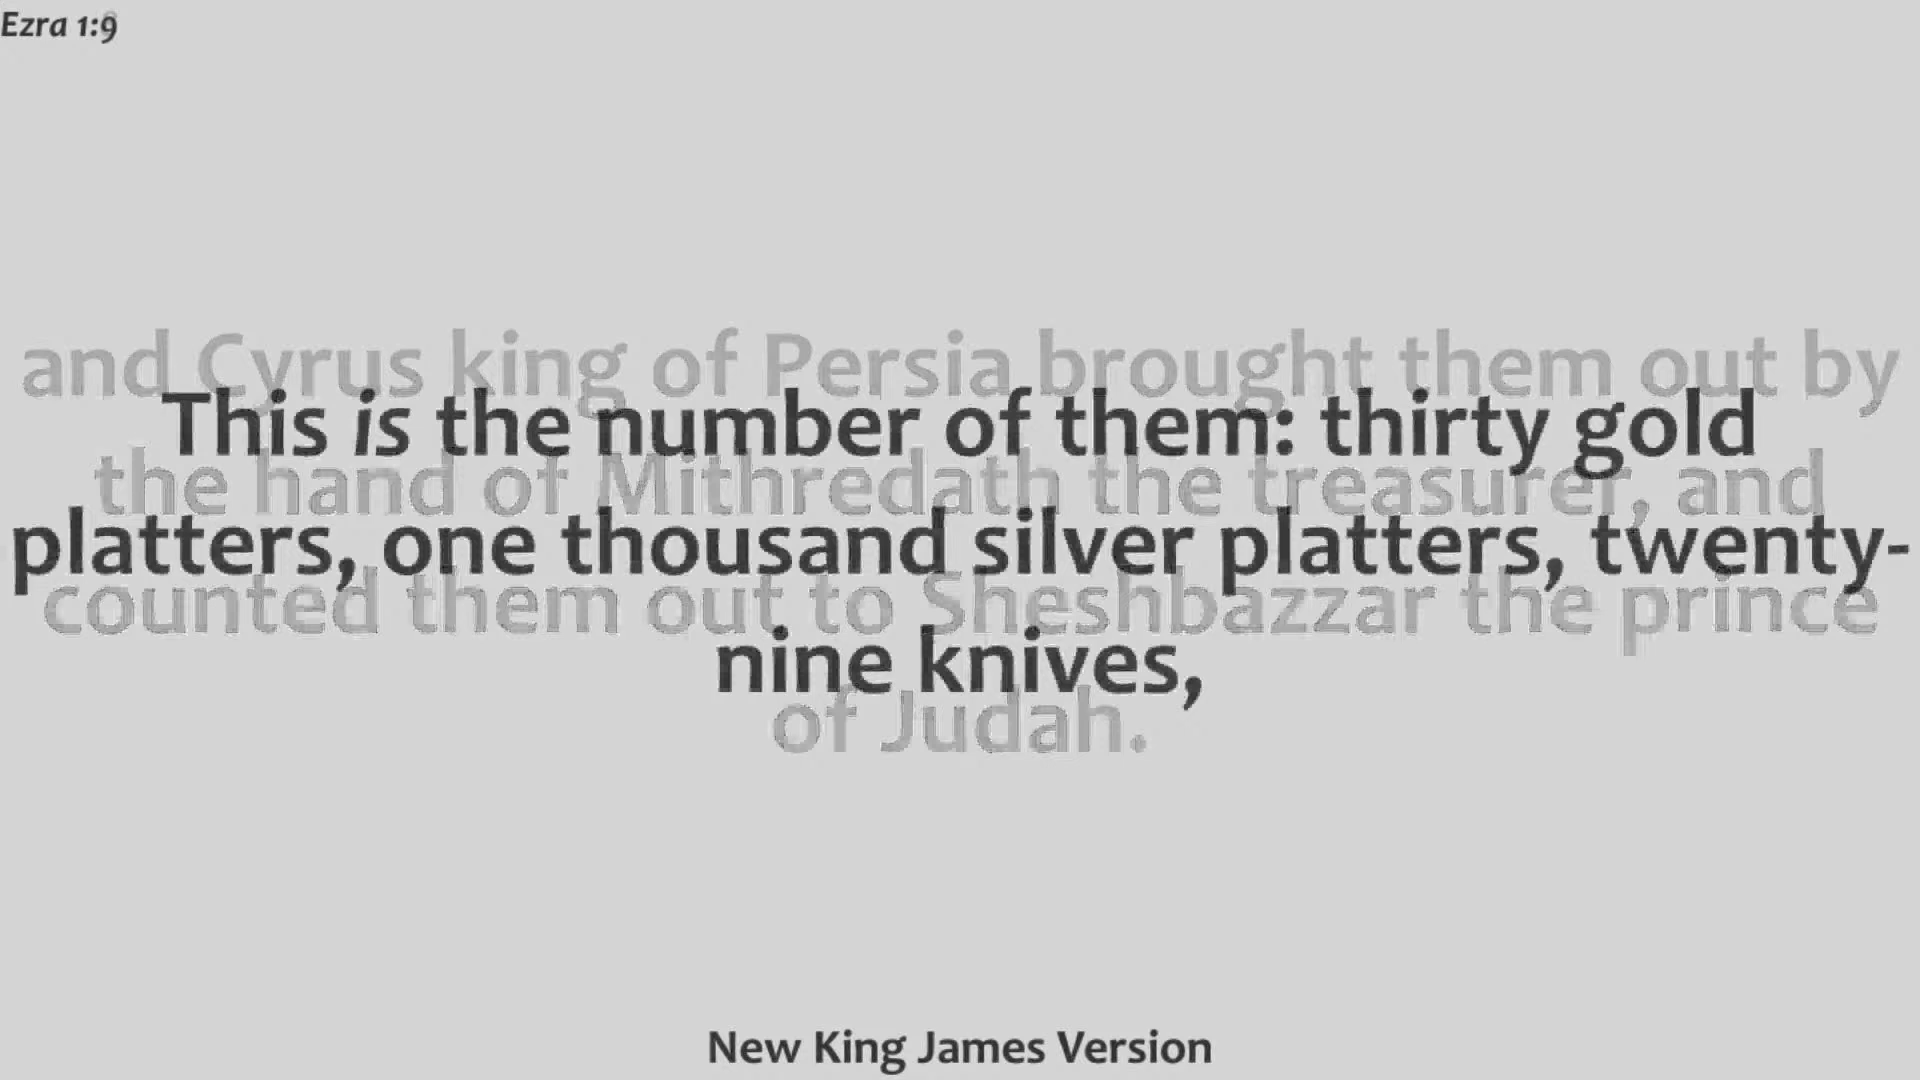 Ezra 1:9
and Cyrus king of Persia brought them out by
This is the number of them: thirty gold
the hand of Mithredath the treasurer, and
platters, one thousand silver platters, twenty-
counted them out to Sheshbazzar the prince
nine knives,
of Judah.
New King James Version